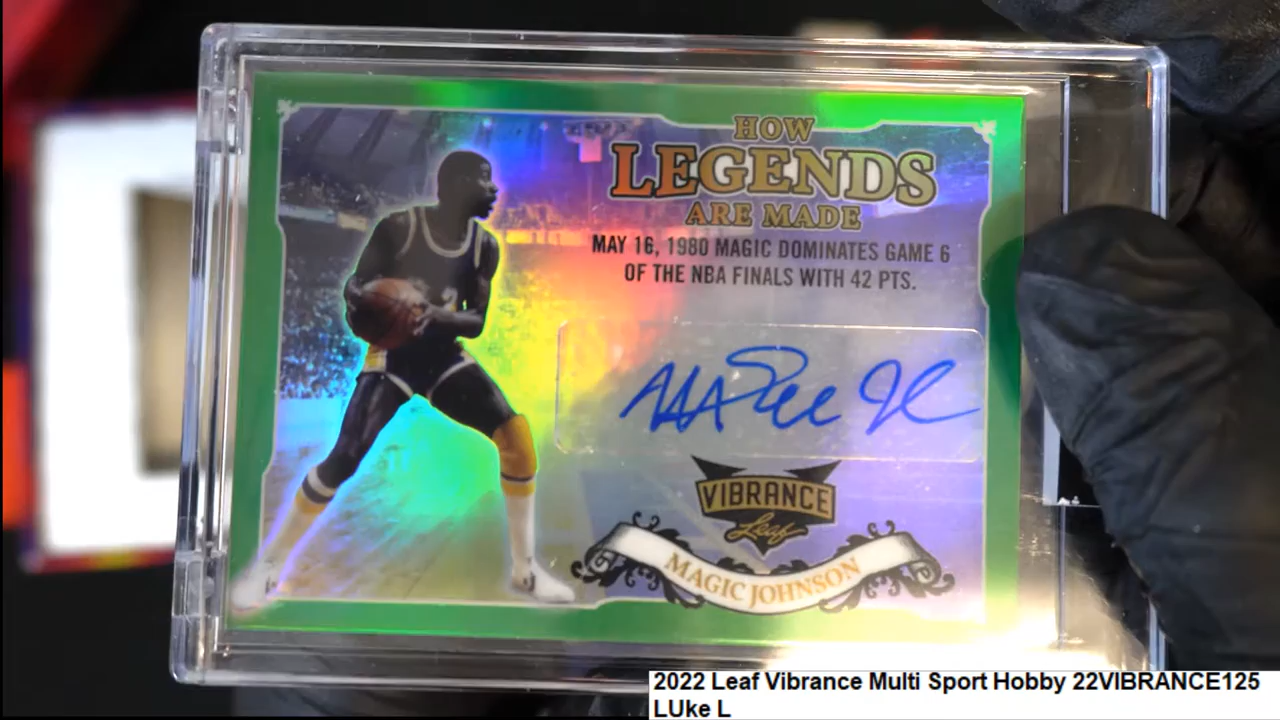 HOW
LEGENDS
ARE MADE
MAY 16, 1980 MAGIC DOMINATES GAME 6
OF THE NBA FINALS WITH 42 PTS.
VIBRANCE
Leaf
MAGIC JOHNSON
2022 Leaf Vibrance Multi Sport Hobby 22VIBRANCE125
LUke L